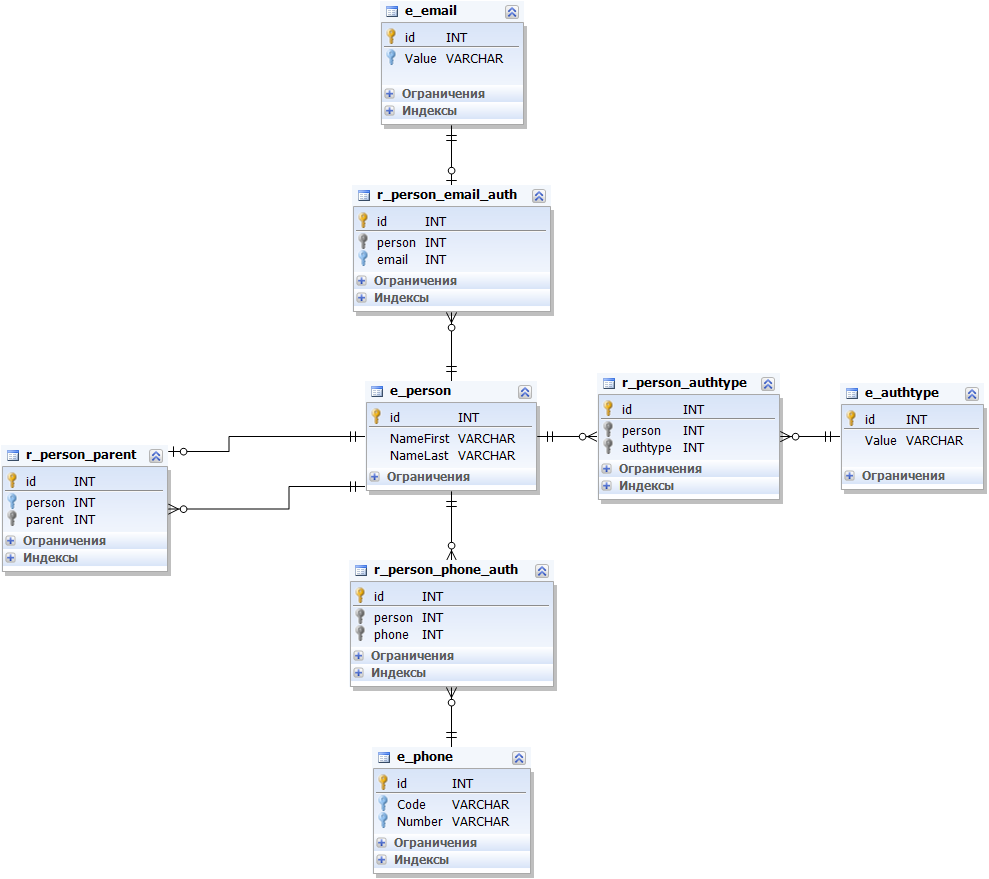 e_email
id INT
Value VARCHAR
Ограничения
Индексы
r_person_email_auth
id INT
person INT
email INT
Ограничения
Индексы
e_person
id INT
NameFirst VARCHAR
NameLast VARCHAR
Ограничения
r_person_authtype
id INT
person INT
authtype INT
Ограничения
Индексы
e_authtype
id INT
Value VARCHAR
Ограничения
r_person_parent
id INT
person INT
parent INT
Ограничения
Индексы
r_person_phone_auth
id INT
person INT
phone INT
Ограничения
Индексы
e_phone
id INT
Code VARCHAR
Number VARCHAR
Ограничения
Индексы